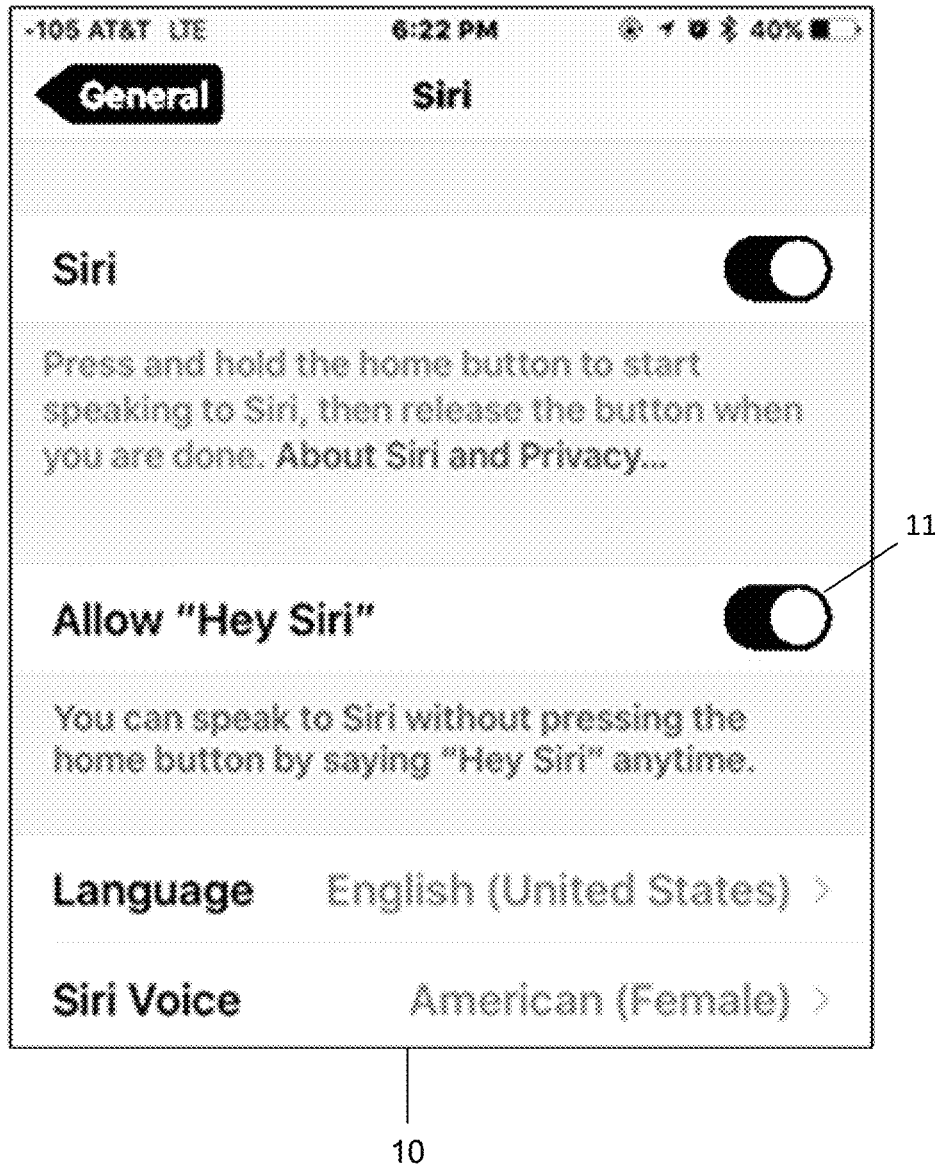 -105 AT&T LTE 6:22 PM 40%
General Siri
Siri
Press and hold the home button to start
speaking to Siri, then release the button when
you are done. About Siri and Privacy...
11
Allow "Hey Siri"
You can speak to Siri without pressing the
home button by saying "Hey Siri" anytime.
Language English (United States) >
Siri Voice American (Female) >
10